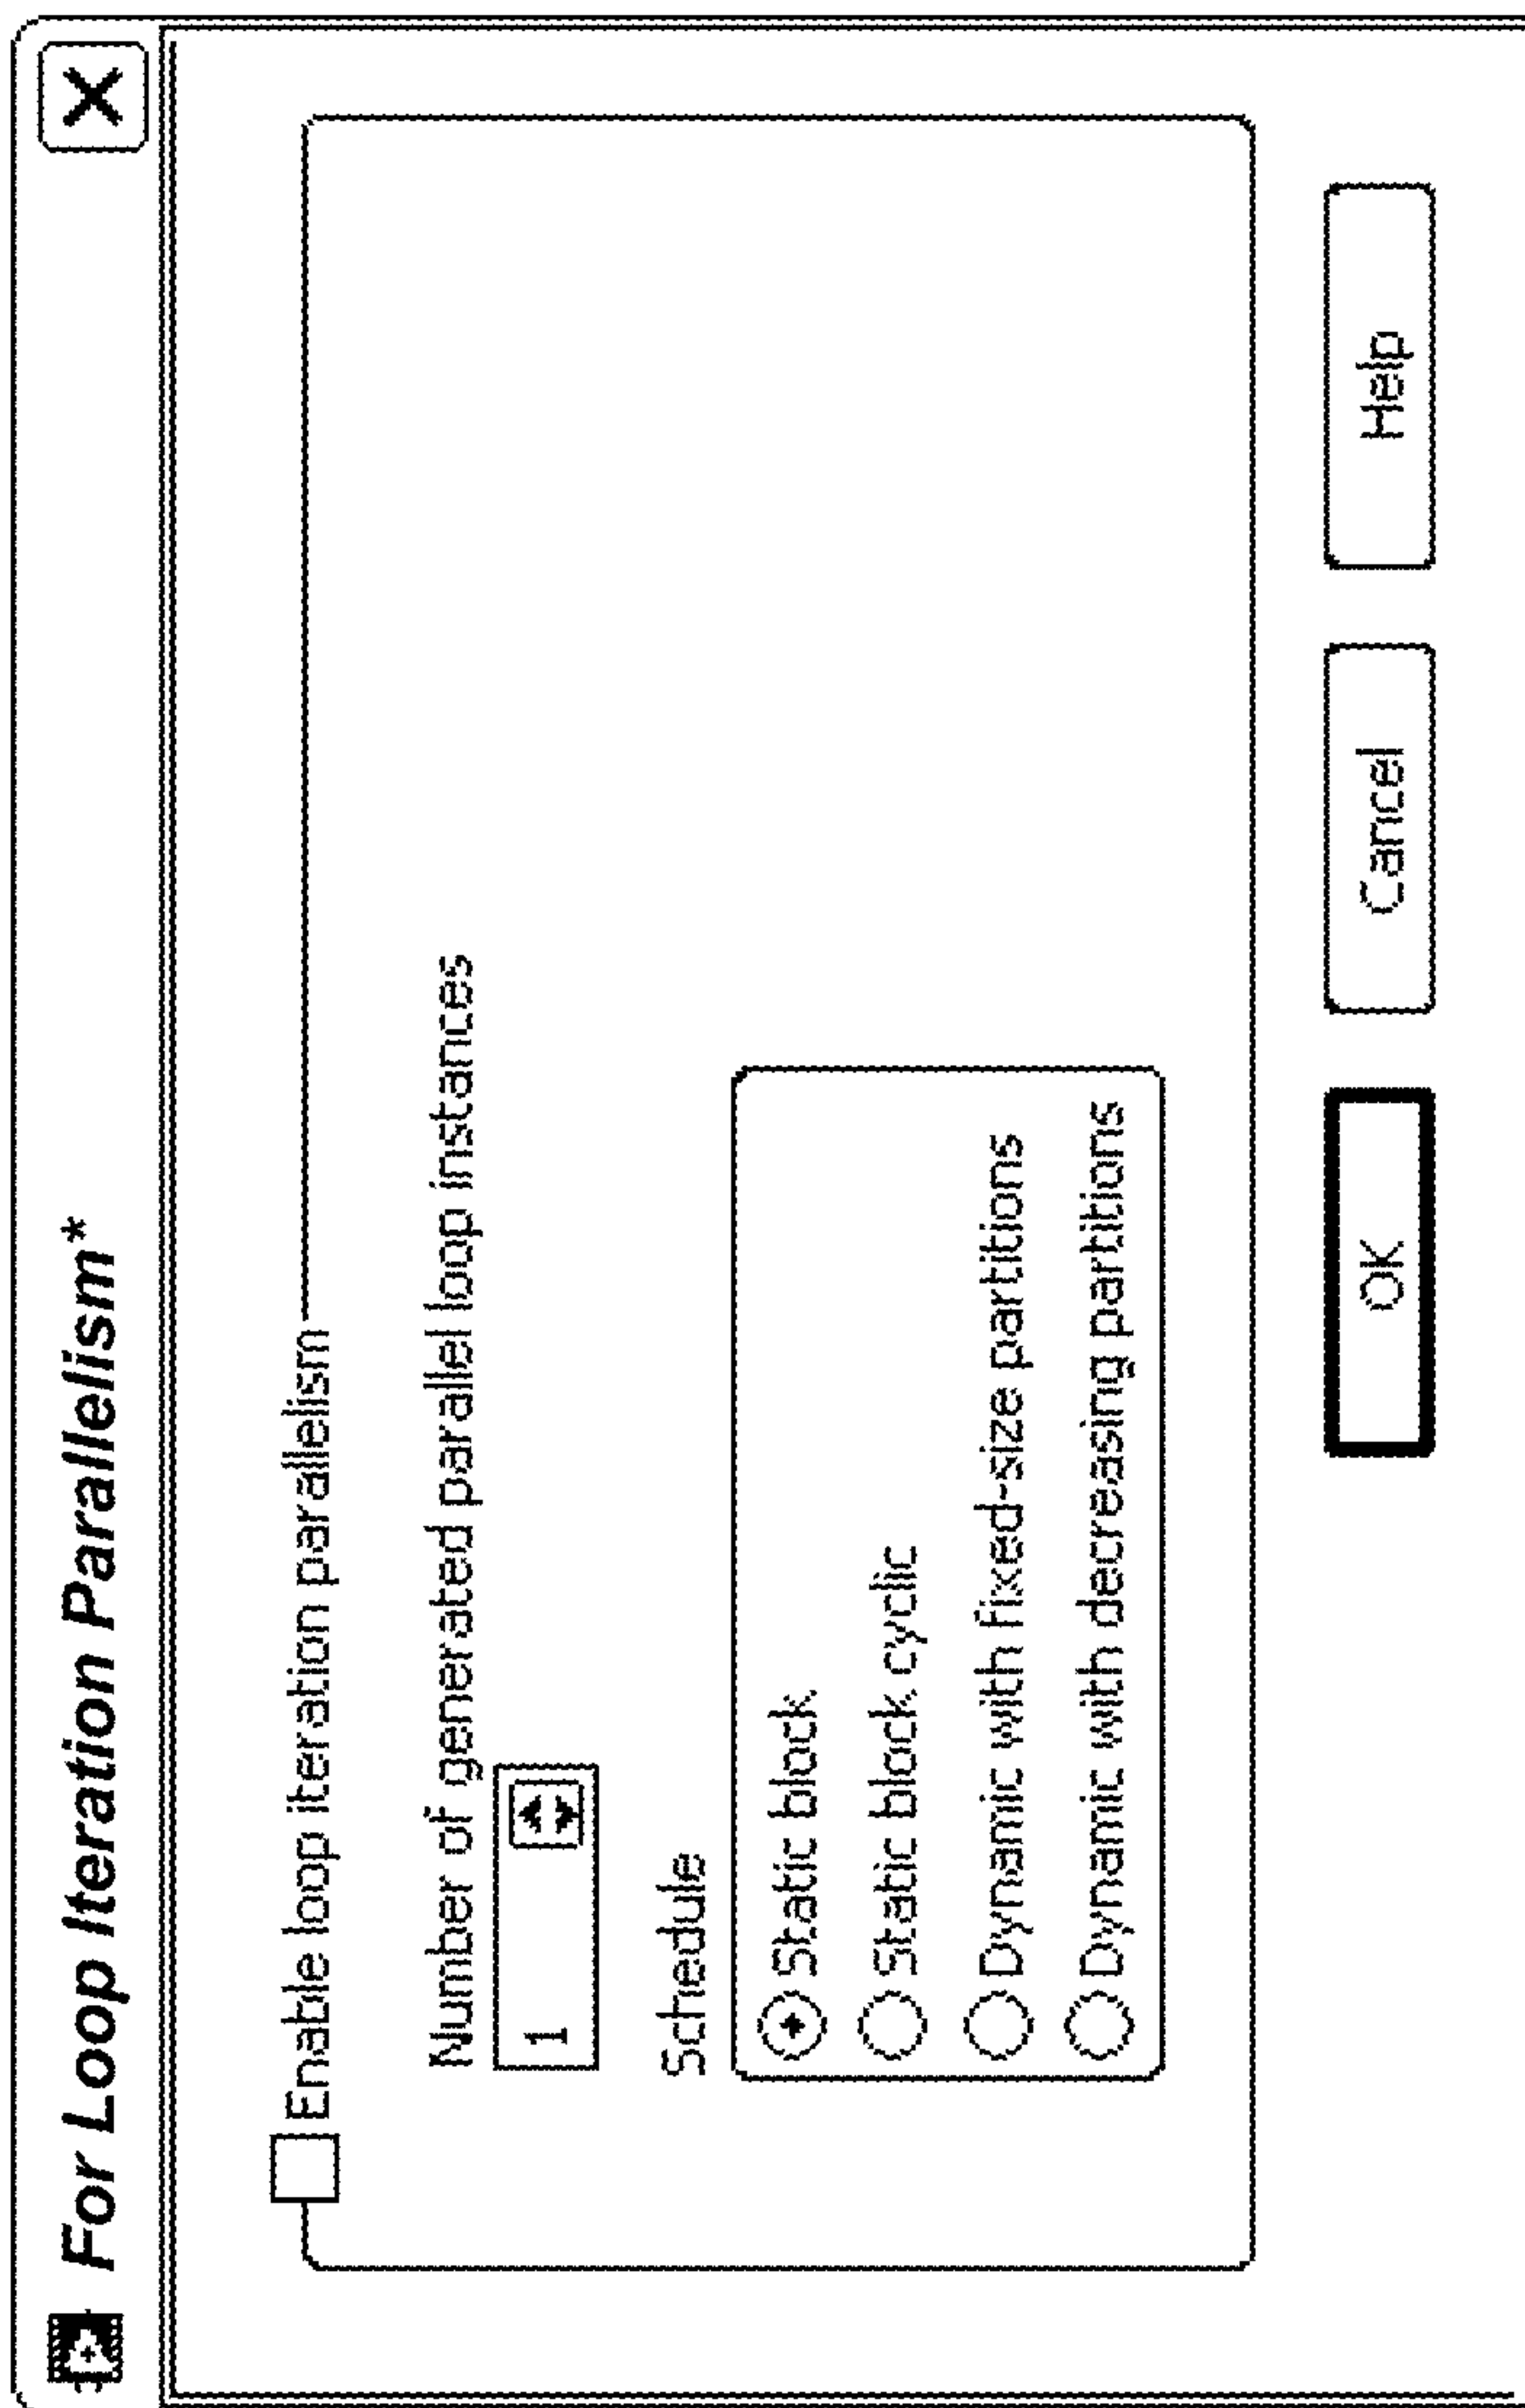 For Loop Iteration Parallelism*
Enable loop iteration parallelism
Number of generated parallel loop instances
1
Schedule
Static block
Static block cyclic
Dynamic with fixed-size partitions
Dynamic with decreasing partitions
OK Cancel Help